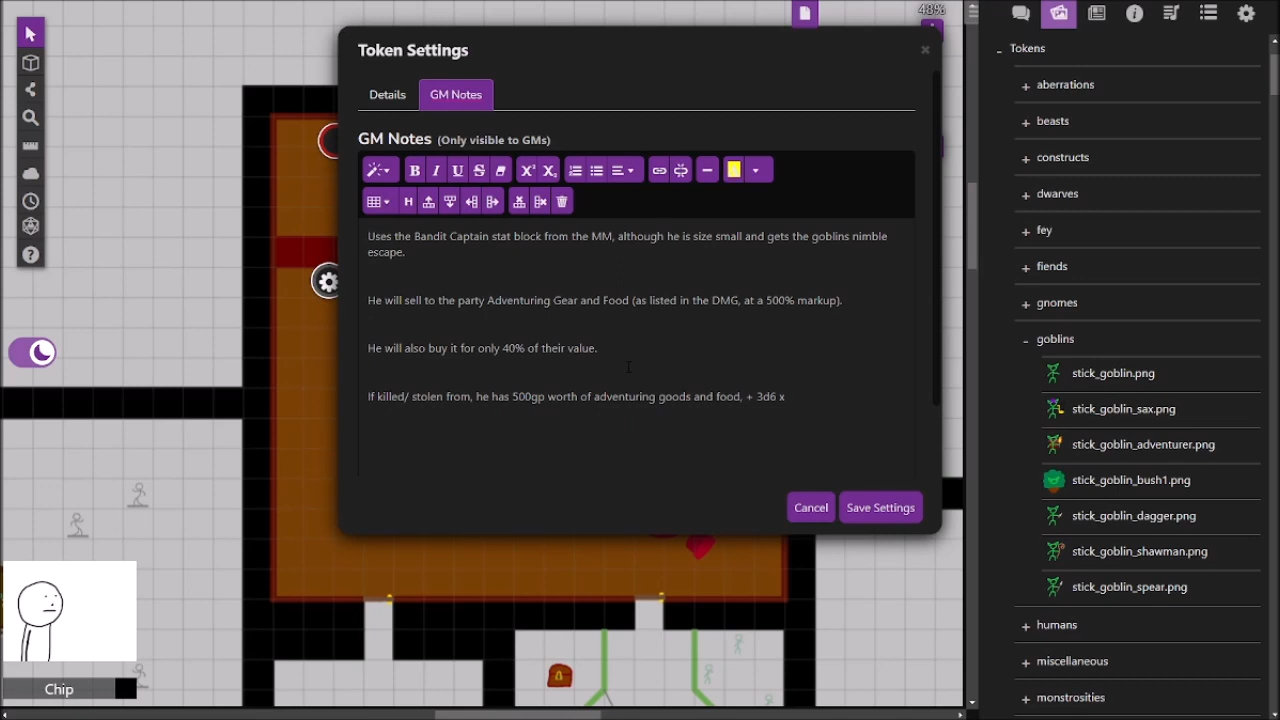 48%
Token Settings
×
Details
GM Notes
GM Notes (Only visible to GMs)
B I U S X² X₂
H
Uses the Bandit Captain stat block from the MM, although he is size small and gets the goblins nimble
escape.
He will sell to the party Adventuring Gear and Food (as listed in the DMG, at a 500% markup).
He will also buy it for only 40% of their value.
If killed/ stolen from, he has 500gp worth of adventuring goods and food, + 3d6 x
Cancel
Save Settings
Chip
- Tokens
+ aberrations
+ beasts
+ constructs
+ dwarves
+ fey
+ fiends
+ gnomes
- goblins
stick_goblin.png
stick_goblin_sax.png
stick_goblin_adventurer.png
stick_goblin_bush1.png
stick_goblin_dagger.png
stick_goblin_shawman.png
stick_goblin_spear.png
+ humans
+ miscellaneous
+ monstrosities